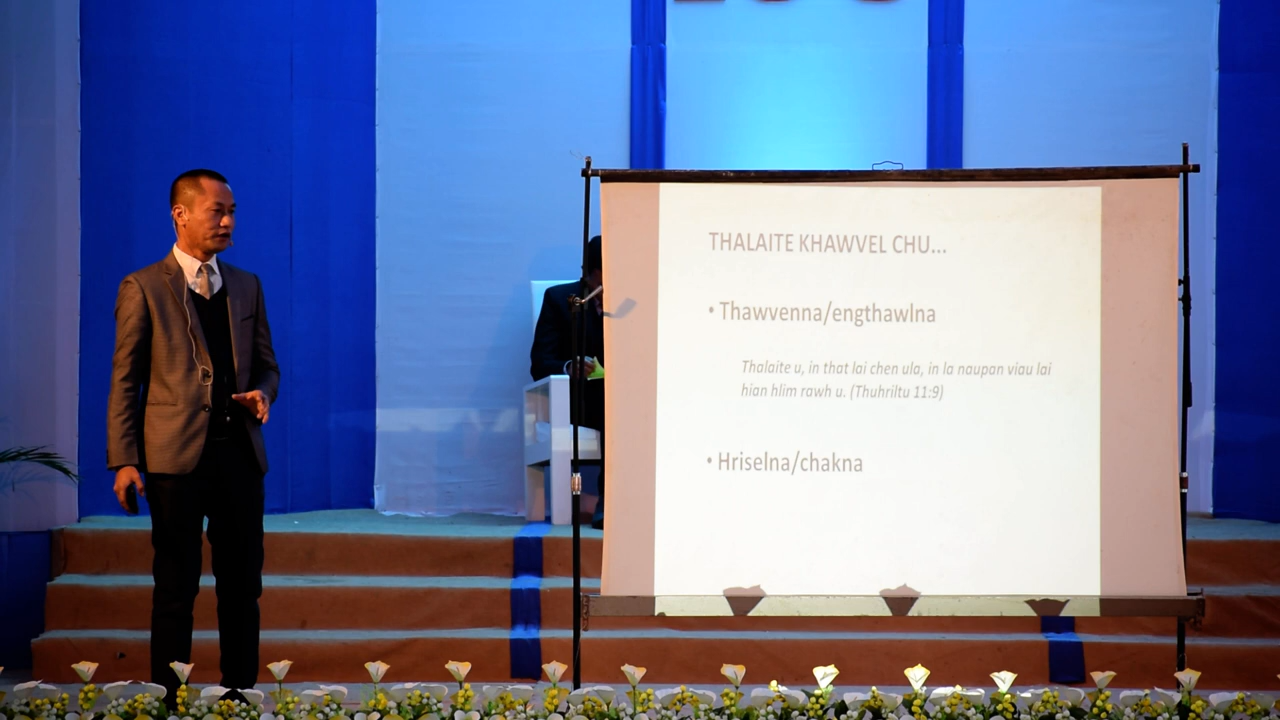 THALAITE KHAWVEL CHU...
• Thawvenna/engthawlna
Thalaite u, in that lai chen ula, in la naupan viau lai
hian hlim rawh u. (Thuhriltu 11:9)
• Hriselna/chakna